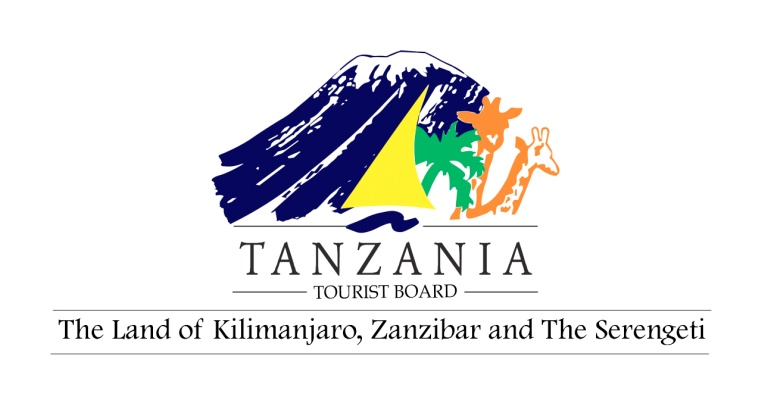 TANZANIA
TOURIST BOARD
The Land of Kilimanjaro, Zanzibar and The Serengeti